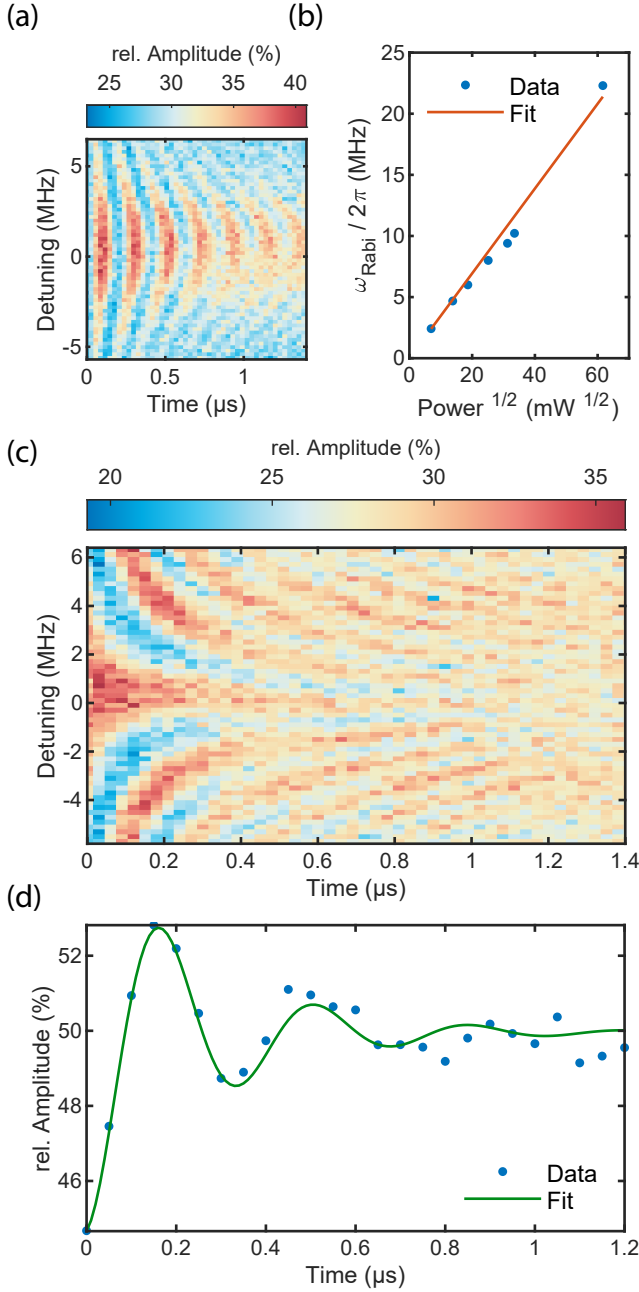 (a)
rel. Amplitude (%)
25 30 35 40
5
0
-5
Detuning (MHz)
0 0.5 1
Time (µs)
(b)
25
20
15
10
5
0
ω_Rabi / 2π (MHz)
Data
Fit
0 20 40 60
Power ^1/2 (mW ^1/2)
(c)
rel. Amplitude (%)
20 25 30 35
6
4
2
0
-2
-4
Detuning (MHz)
0 0.2 0.4 0.6 0.8 1 1.2 1.4
Time (µs)
(d)
52
50
48
46
rel. Amplitude (%)
Data
Fit
0 0.2 0.4 0.6 0.8 1 1.2
Time (µs)